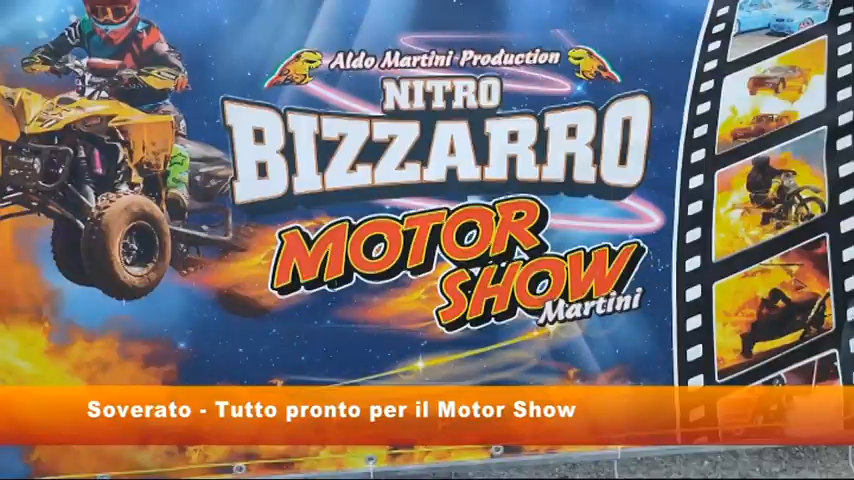 Aldo Martini Production
NITRO
BIZZARRO
MOTOR
SHOW
Martini
Soverato - Tutto pronto per il Motor Show